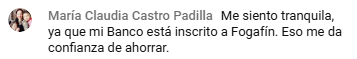 María Claudia Castro Padilla Me siento tranquila,
ya que mi Banco está inscrito a Fogafín. Eso me da
confianza de ahorrar.